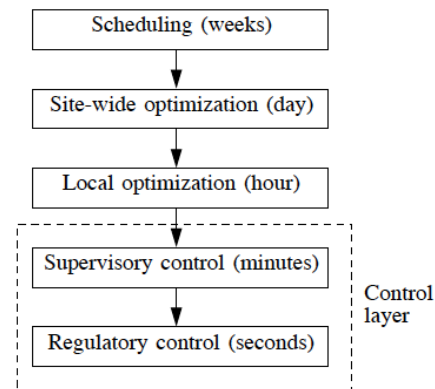 Scheduling (weeks)
Site-wide optimization (day)
Local optimization (hour)
Supervisory control (minutes)
Control
layer
Regulatory control (seconds)